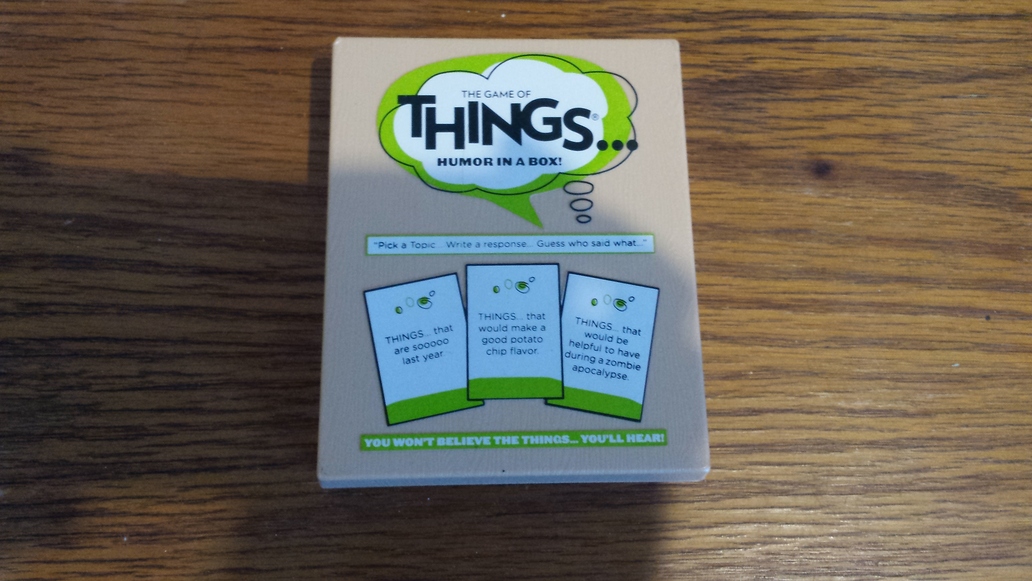 THE GAME OF
THINGS®...
HUMOR IN A BOX!
"Pick a Topic... Write a response... Guess who said what..."
THINGS... that
are sooooo
last year.
THINGS... that
would make a
good potato
chip flavor.
THINGS... that
would be
helpful to have
during a zombie
apocalypse.
YOU WON'T BELIEVE THE THINGS... YOU'LL HEAR!